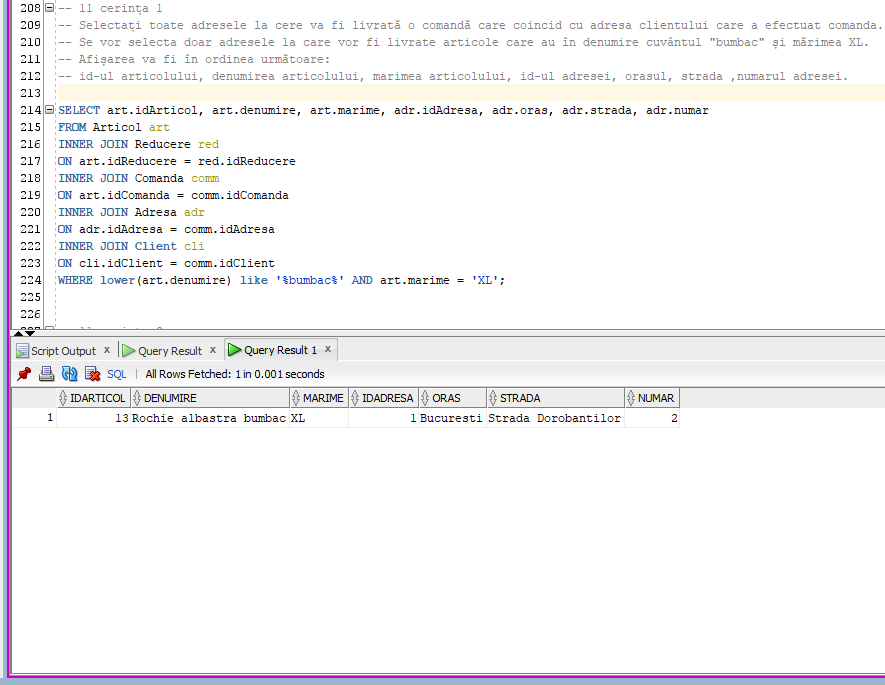 208 -- 11 cerința 1
209 -- Selectați toate adresele la cere va fi livrată o comandă care coincid cu adresa clientului care a efectuat comanda.
210 -- Se vor selecta doar adresele la care vor fi livrate articole care au în denumire cuvântul "bumbac" și mărimea XL.
211 -- Afișarea va fi în ordinea următoare:
212 -- id-ul articolului, denumirea articolului, marimea articolului, id-ul adresei, orasul, strada ,numarul adresei.
213
214 SELECT art.idArticol, art.denumire, art.marime, adr.idAdresa, adr.oras, adr.strada, adr.numar
215 FROM Articol art
216 INNER JOIN Reducere red
217 ON art.idReducere = red.idReducere
218 INNER JOIN Comanda comm
219 ON art.idComanda = comm.idComanda
220 INNER JOIN Adresa adr
221 ON adr.idAdresa = comm.idAdresa
222 INNER JOIN Client cli
223 ON cli.idClient = comm.idClient
224 WHERE lower(art.denumire) like '%bumbac%' AND art.marime = 'XL';
225
226
Script Output x Query Result x Query Result 1 x
SQL | All Rows Fetched: 1 in 0.001 seconds
IDARTICOL DENUMIRE MARIME IDADRESA ORAS STRADA NUMAR
1 13 Rochie albastra bumbac XL 1 Bucuresti Strada Dorobantilor 2